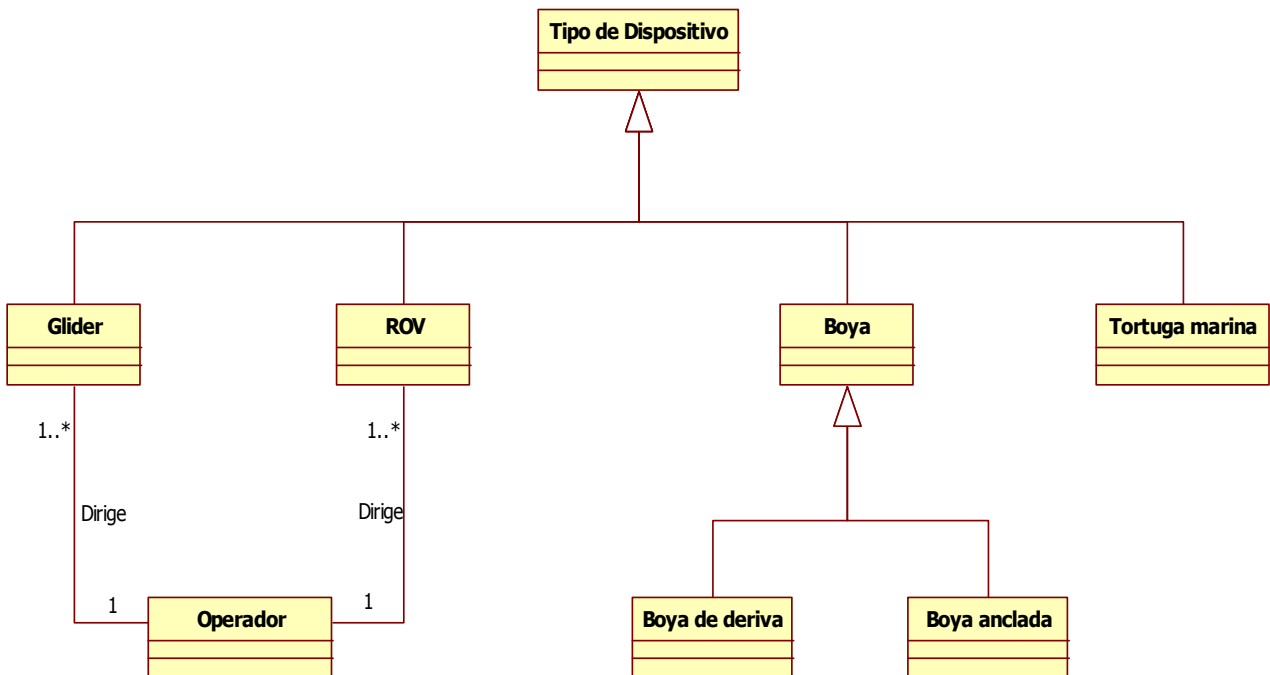 Tipo de Dispositivo
Glider
ROV
Boya
Tortuga marina
1..*
1..*
Dirige
Dirige
1
1
Operador
Boya de deriva
Boya anclada